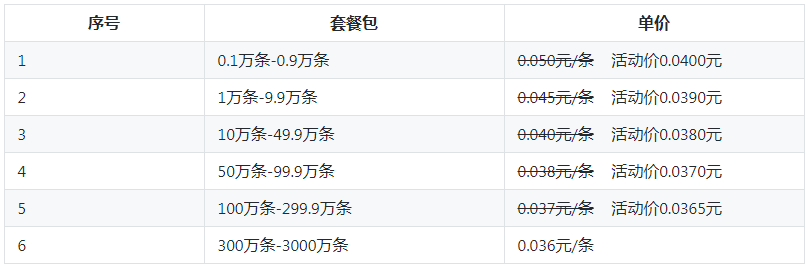 序号 套餐包 单价
1 0.1万条-0.9万条 0.050元/条 活动价0.0400元
2 1万条-9.9万条 0.045元/条 活动价0.0390元
3 10万条-49.9万条 0.040元/条 活动价0.0380元
4 50万条-99.9万条 0.038元/条 活动价0.0370元
5 100万条-299.9万条 0.037元/条 活动价0.0365元
6 300万条-3000万条 0.036元/条